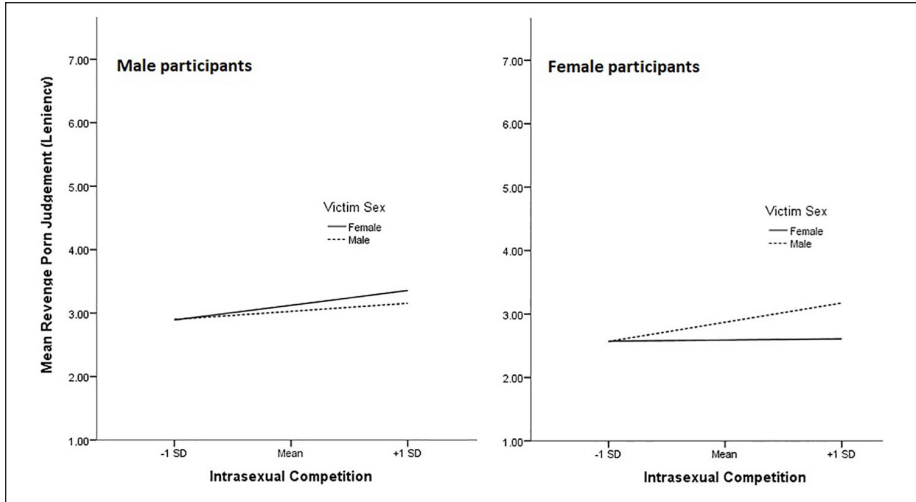 Male participants
Mean Revenge Porn Judgement (Leniency)
7.00
6.00
5.00
4.00
3.00
2.00
1.00
Victim Sex
Female
Male
-1 SD
Mean
+1 SD
Intrasexual Competition
Female participants
7.00
6.00
5.00
4.00
3.00
2.00
1.00
Victim Sex
Female
Male
-1 SD
Mean
+1 SD
Intrasexual Competition